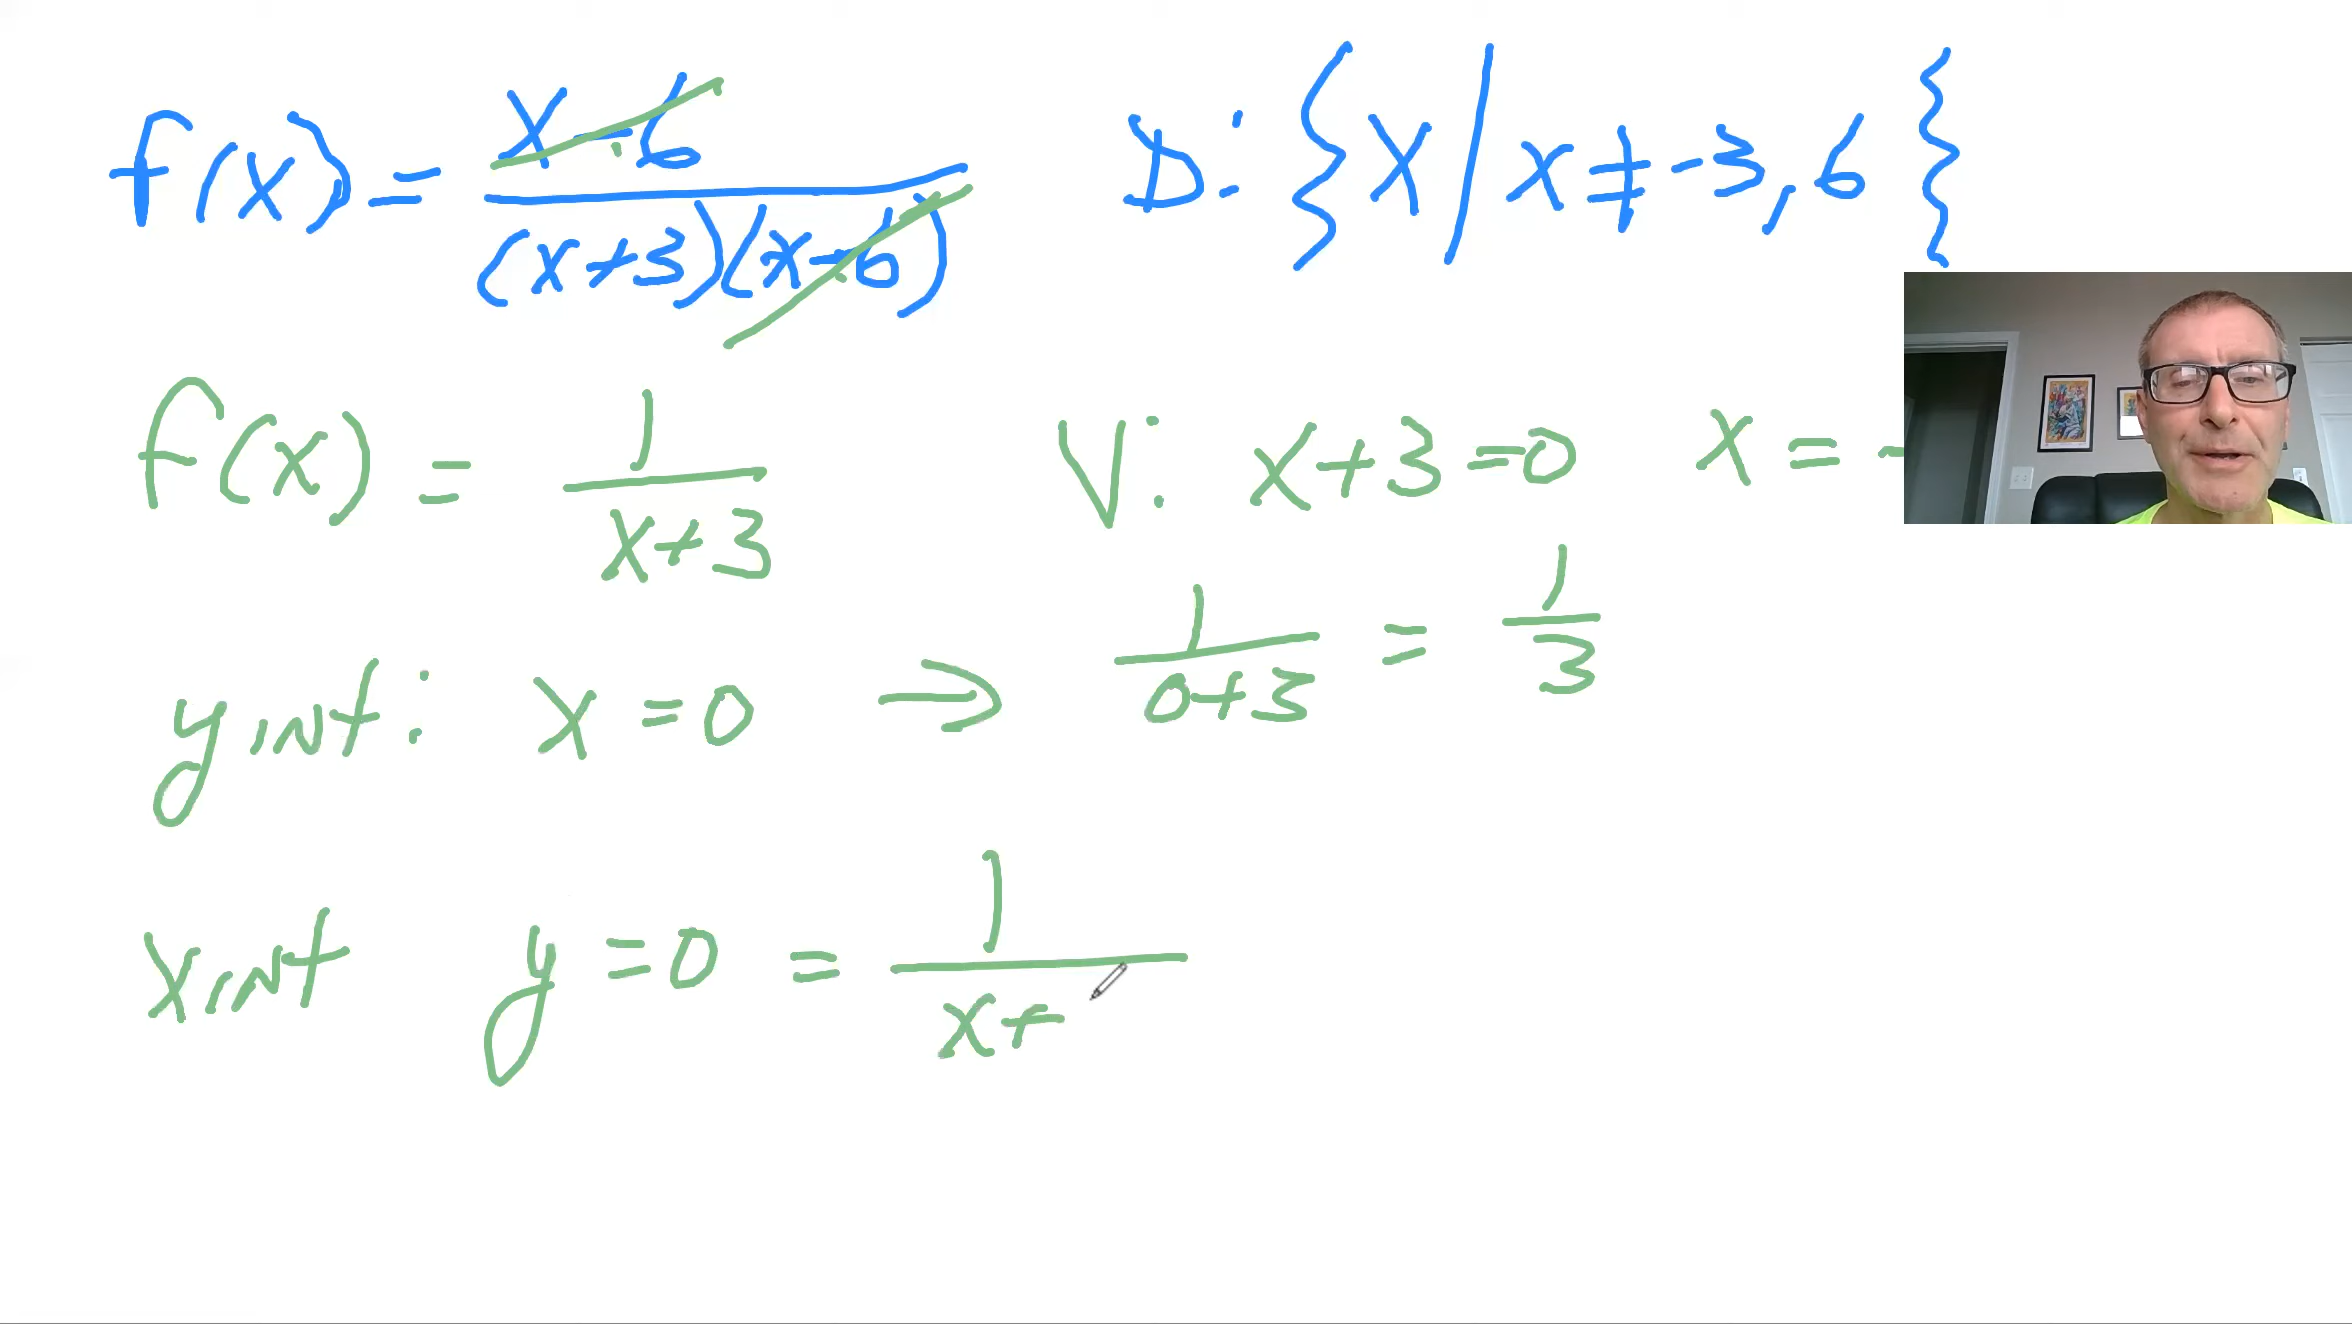 f(x) = x-6 / (x+3)(x-6) D: {x | x ≠ -3, 6}
f(x) = 1 / x+3 V: x+3=0 x = -
y int: x = 0 ⇒ 1 / 0+3 = 1 / 3
x int y = 0 = 1 / x+